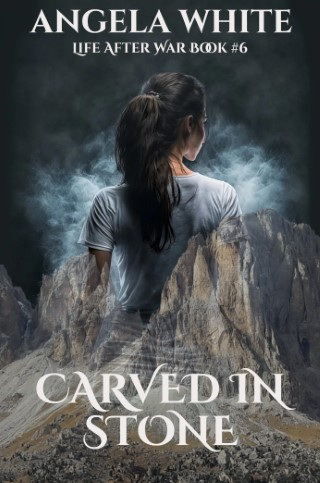 ANGELA WHITE
LIFE AFTER WAR BOOK #6
CARVED IN
STONE